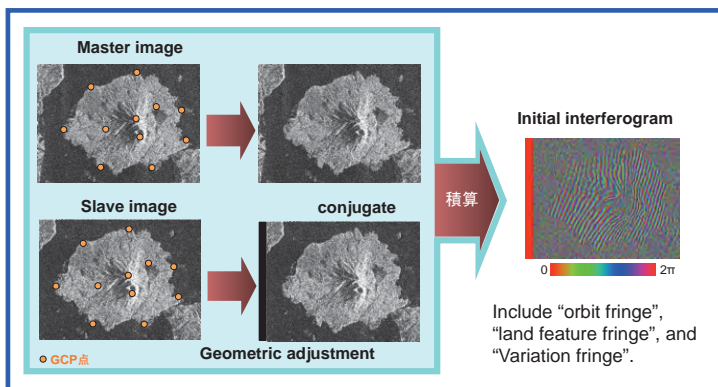 Master image
Slave image
conjugate
Geometric adjustment
GCP点
積算
Initial interferogram
0 2π
Include “orbit fringe”,
“land feature fringe”, and
“Variation fringe”.